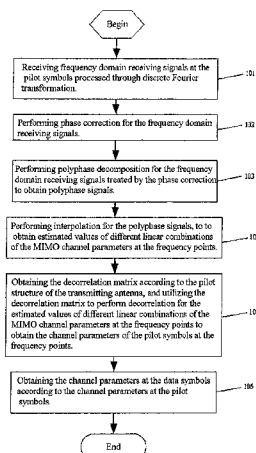 Begin
Receiving frequency domain receiving signals at the
pilot symbols processed through discrete Fourier
transformation.
101
Performing phase correction for the frequency domain
receiving signals.
102
Performing polyphase decomposition for the frequency
domain receiving signals treated by the phase correction
to obtain polyphase signals.
103
Performing interpolation for the polyphase signals, to to
obtain estimated values of different linear combinations
of the MIMO channel parameters at the frequency points.
10
Obtaining the decorrelation matrix according to the pilot
structure of the transmitting antenna, and utilizing the
decorrelation matrix to perform decorrelation for the
estimated values of different linear combinations of the
MIMO channel parameters at the frequency points to
obtain the channel parameters of the pilot symbols at the
frequency points.
10
Obtaining the channel parameters at the data symbols
according to the channel parameters at the pilot
symbols.
106
End